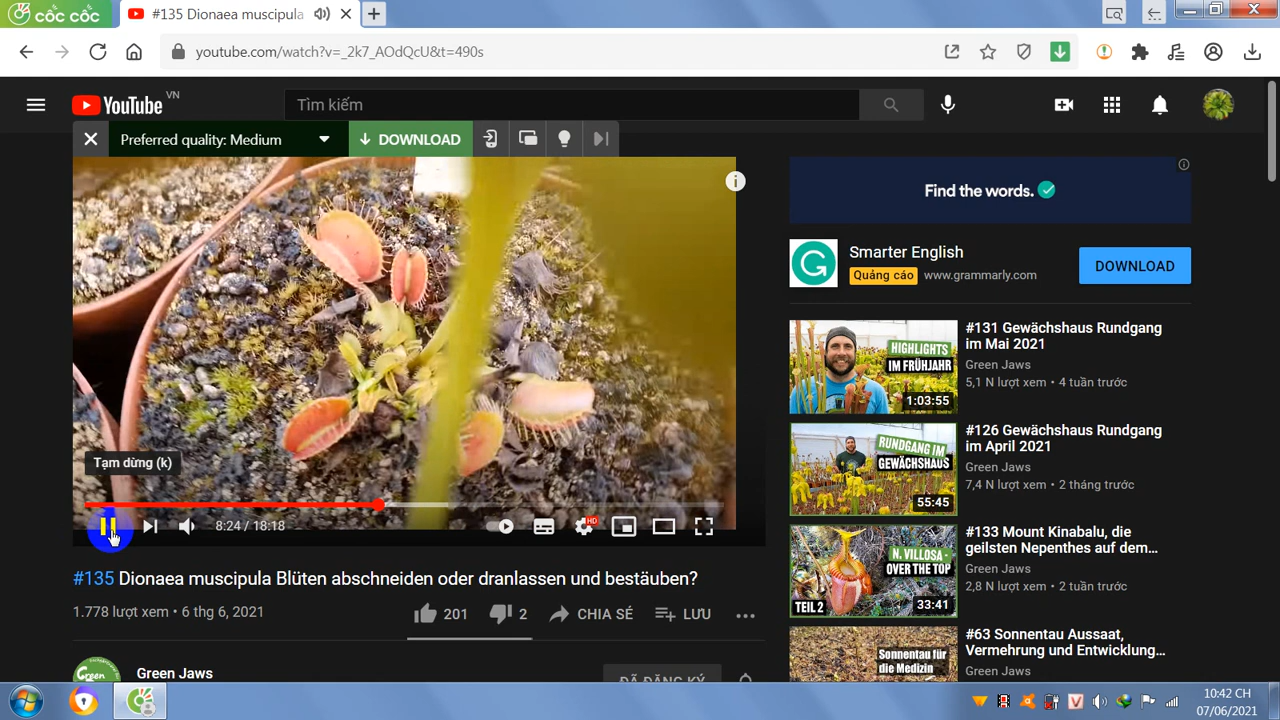 cốc cốc
#135 Dionaea muscipula
youtube.com/watch?v=_2k7_AOdQcU&t=490s
YouTube VN
Tìm kiếm
Preferred quality: Medium
DOWNLOAD
Find the words.
Smarter English
Quảng cáo www.grammarly.com
DOWNLOAD
Tạm dừng (k)
8:24 / 18:18
HD
#135 Dionaea muscipula Blüten abschneiden oder dranlassen und bestäuben?
1.778 lượt xem • 6 thg 6, 2021
201
2
CHIA SẺ
LƯU
Green Jaws
ĐÃ ĐĂNG KÝ
HIGHLIGHTS
IM FRÜHJAHR
1:03:55
#131 Gewächshaus Rundgang
im Mai 2021
Green Jaws
5,1 N lượt xem • 4 tuần trước
RUNDGANG IM
GEWÄCHSHAUS
55:45
#126 Gewächshaus Rundgang
im April 2021
Green Jaws
7,4 N lượt xem • 2 tháng trước
N. VILLOSA -
OVER THE TOP
TEIL 2
33:41
#133 Mount Kinabalu, die
geilsten Nepenthes auf dem...
Green Jaws
2,8 N lượt xem • 2 tuần trước
Sonnentau für
die Medizin
#63 Sonnentau Aussaat,
Vermehrung und Entwicklung...
Green Jaws
10:42 CH
07/06/2021